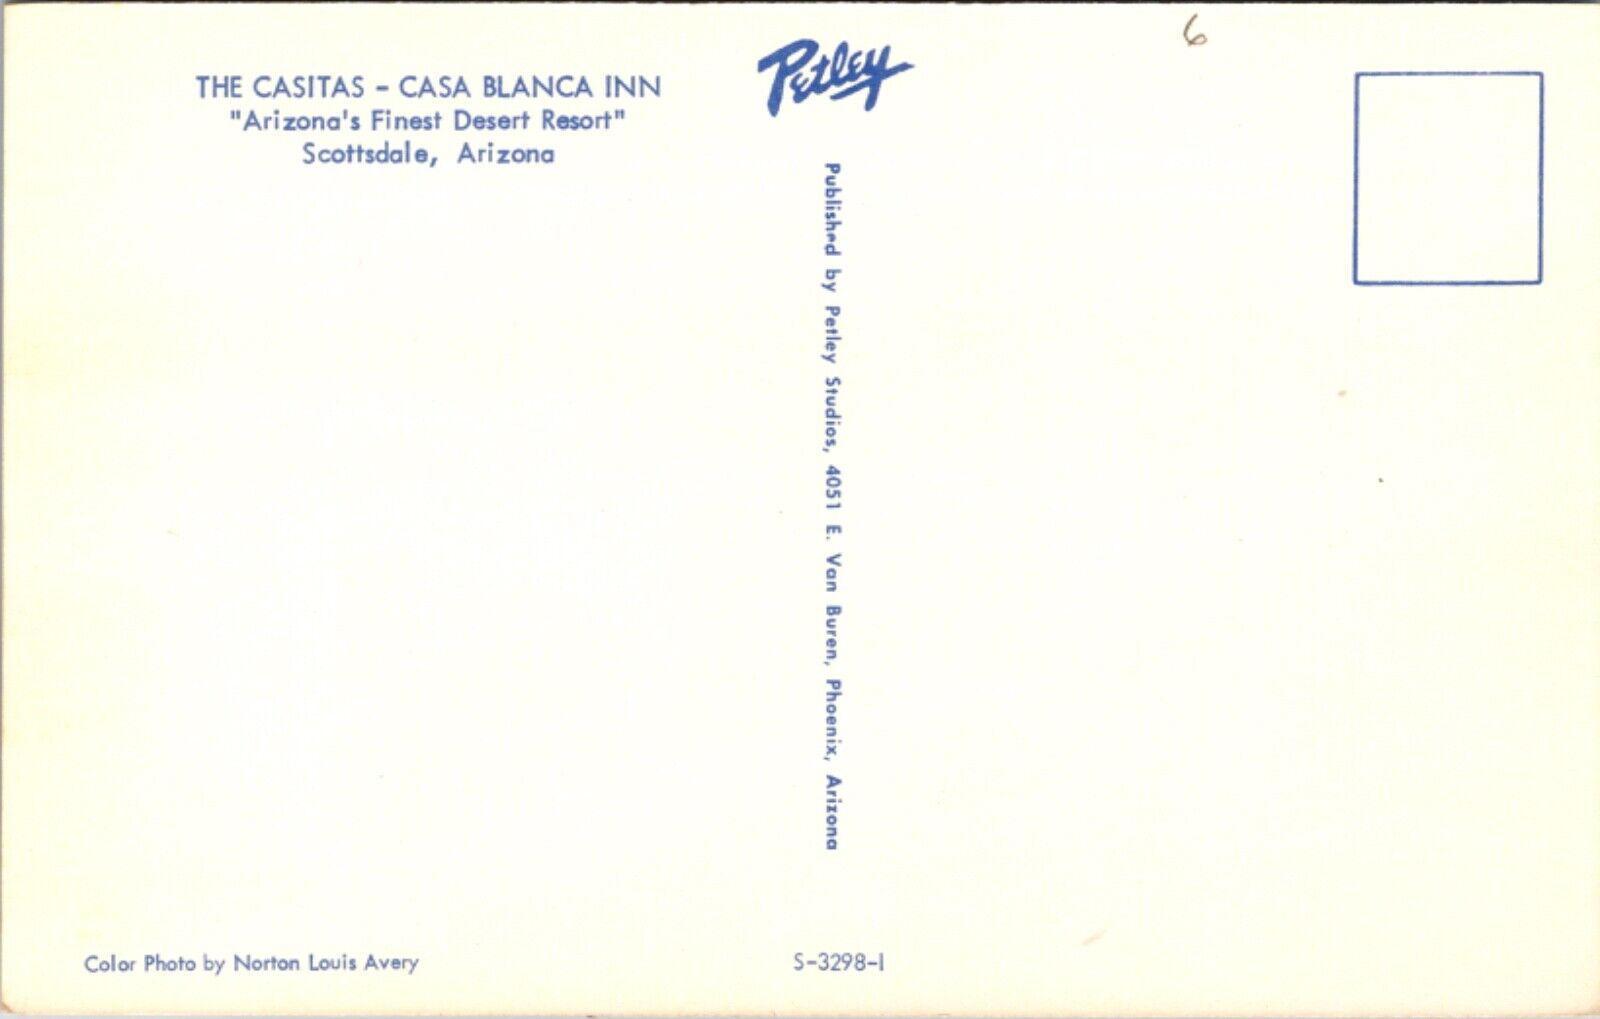 THE CASITAS - CASA BLANCA INN
"Arizona's Finest Desert Resort"
Scottsdale, Arizona
Petley
6
Published by Petley Studios, 4051 E. Van Buren, Phoenix, Arizona
Color Photo by Norton Louis Avery
S-3298-1